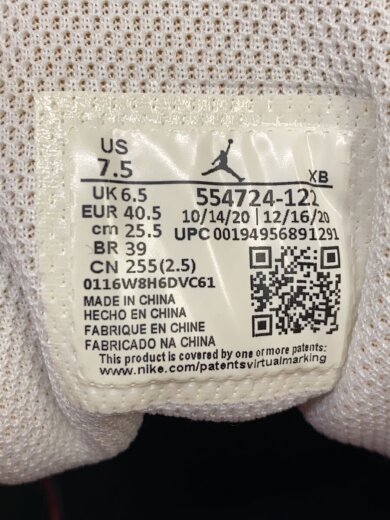 US
7.5
XB
UK 6.5 554724-122
EUR 40.5 10/14/20 | 12/16/20
cm 25.5 UPC 00194956891291
BR 39
CN 255(2.5)
0116W8H6DVC61
MADE IN CHINA
HECHO EN CHINA
FABRIQUE EN CHINE
FABRICADO NA CHINA
This product is covered by one or more patents:
www.nike.com/patentsvirtualmarking